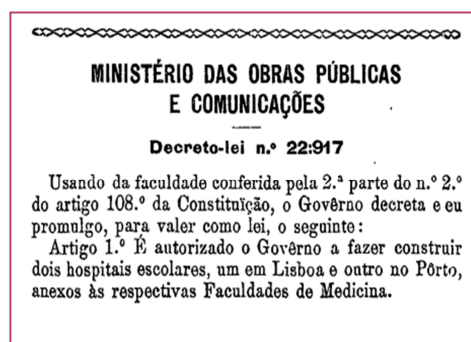 MINISTÉRIO DAS OBRAS PÚBLICAS
E COMUNICAÇÕES
Decreto-lei n.º 22:917
Usando da faculdade conferida pela 2.ª parte do n.º 2.º
do artigo 108.º da Constituïção, o Govêrno decreta e eu
promulgo, para valer como lei, o seguinte:
Artigo 1.º É autorizado o Govêrno a fazer construir
dois hospitais escolares, um em Lisboa e outro no Pôrto,
anexos às respectivas Faculdades de Medicina.